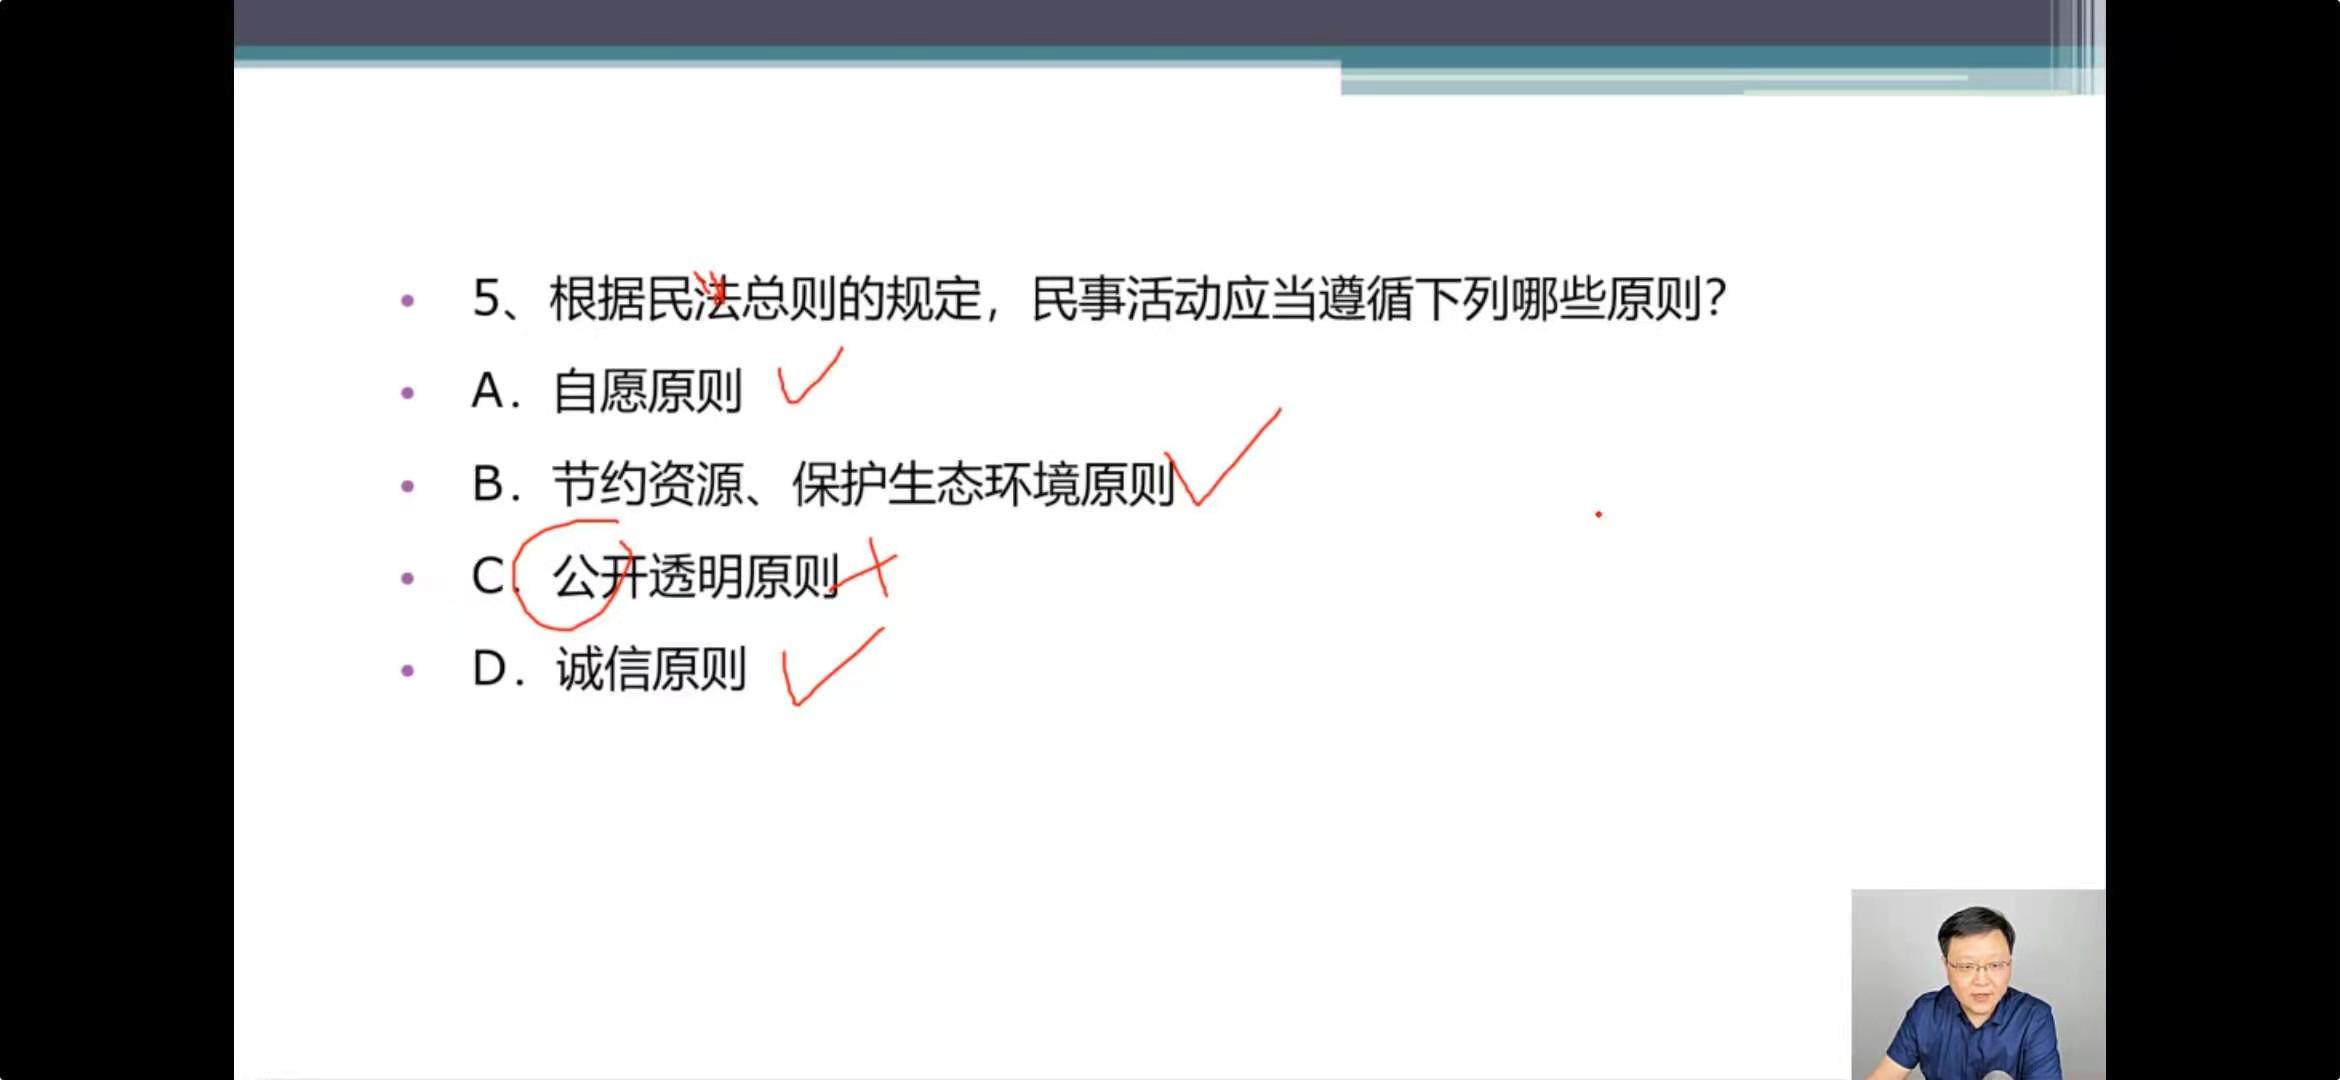 5、根据民法总则的规定，民事活动应当遵循下列哪些原则？
A．自愿原则
B．节约资源、保护生态环境原则
C．公开透明原则
D．诚信原则